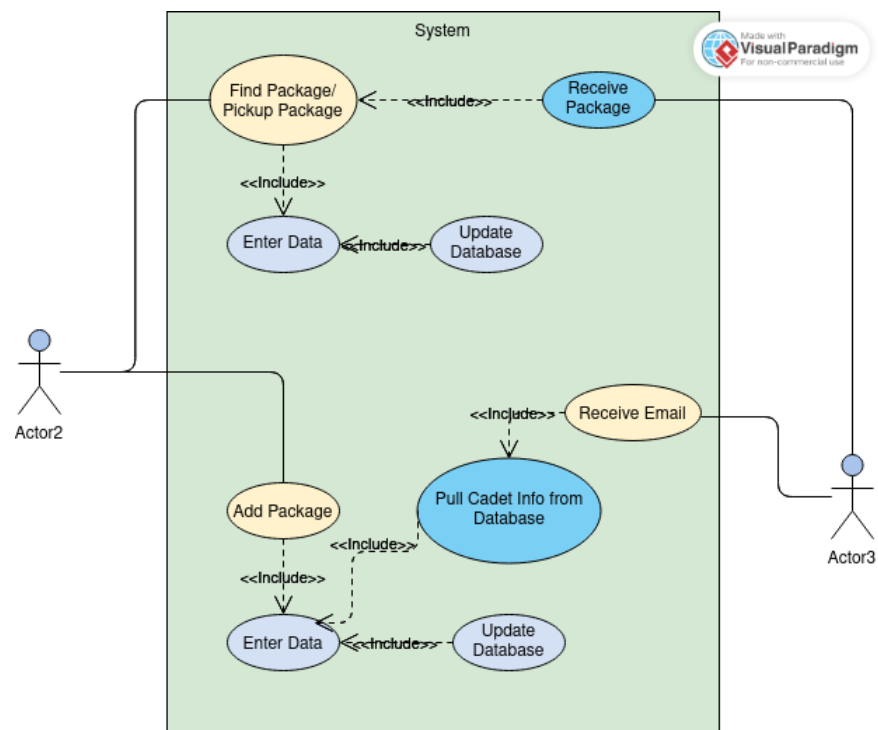 System
Made with
VisualParadigm
For non-commercial use
Find Package/
Pickup Package
<<Include>>
Receive
Package
<<Include>>
Enter Data
<<Include>>
Update
Database
Actor2
<<Include>>
Receive Email
Pull Cadet Info from
Database
Actor3
Add Package
<<Include>>
<<Include>>
Enter Data
<<Include>>
Update
Database